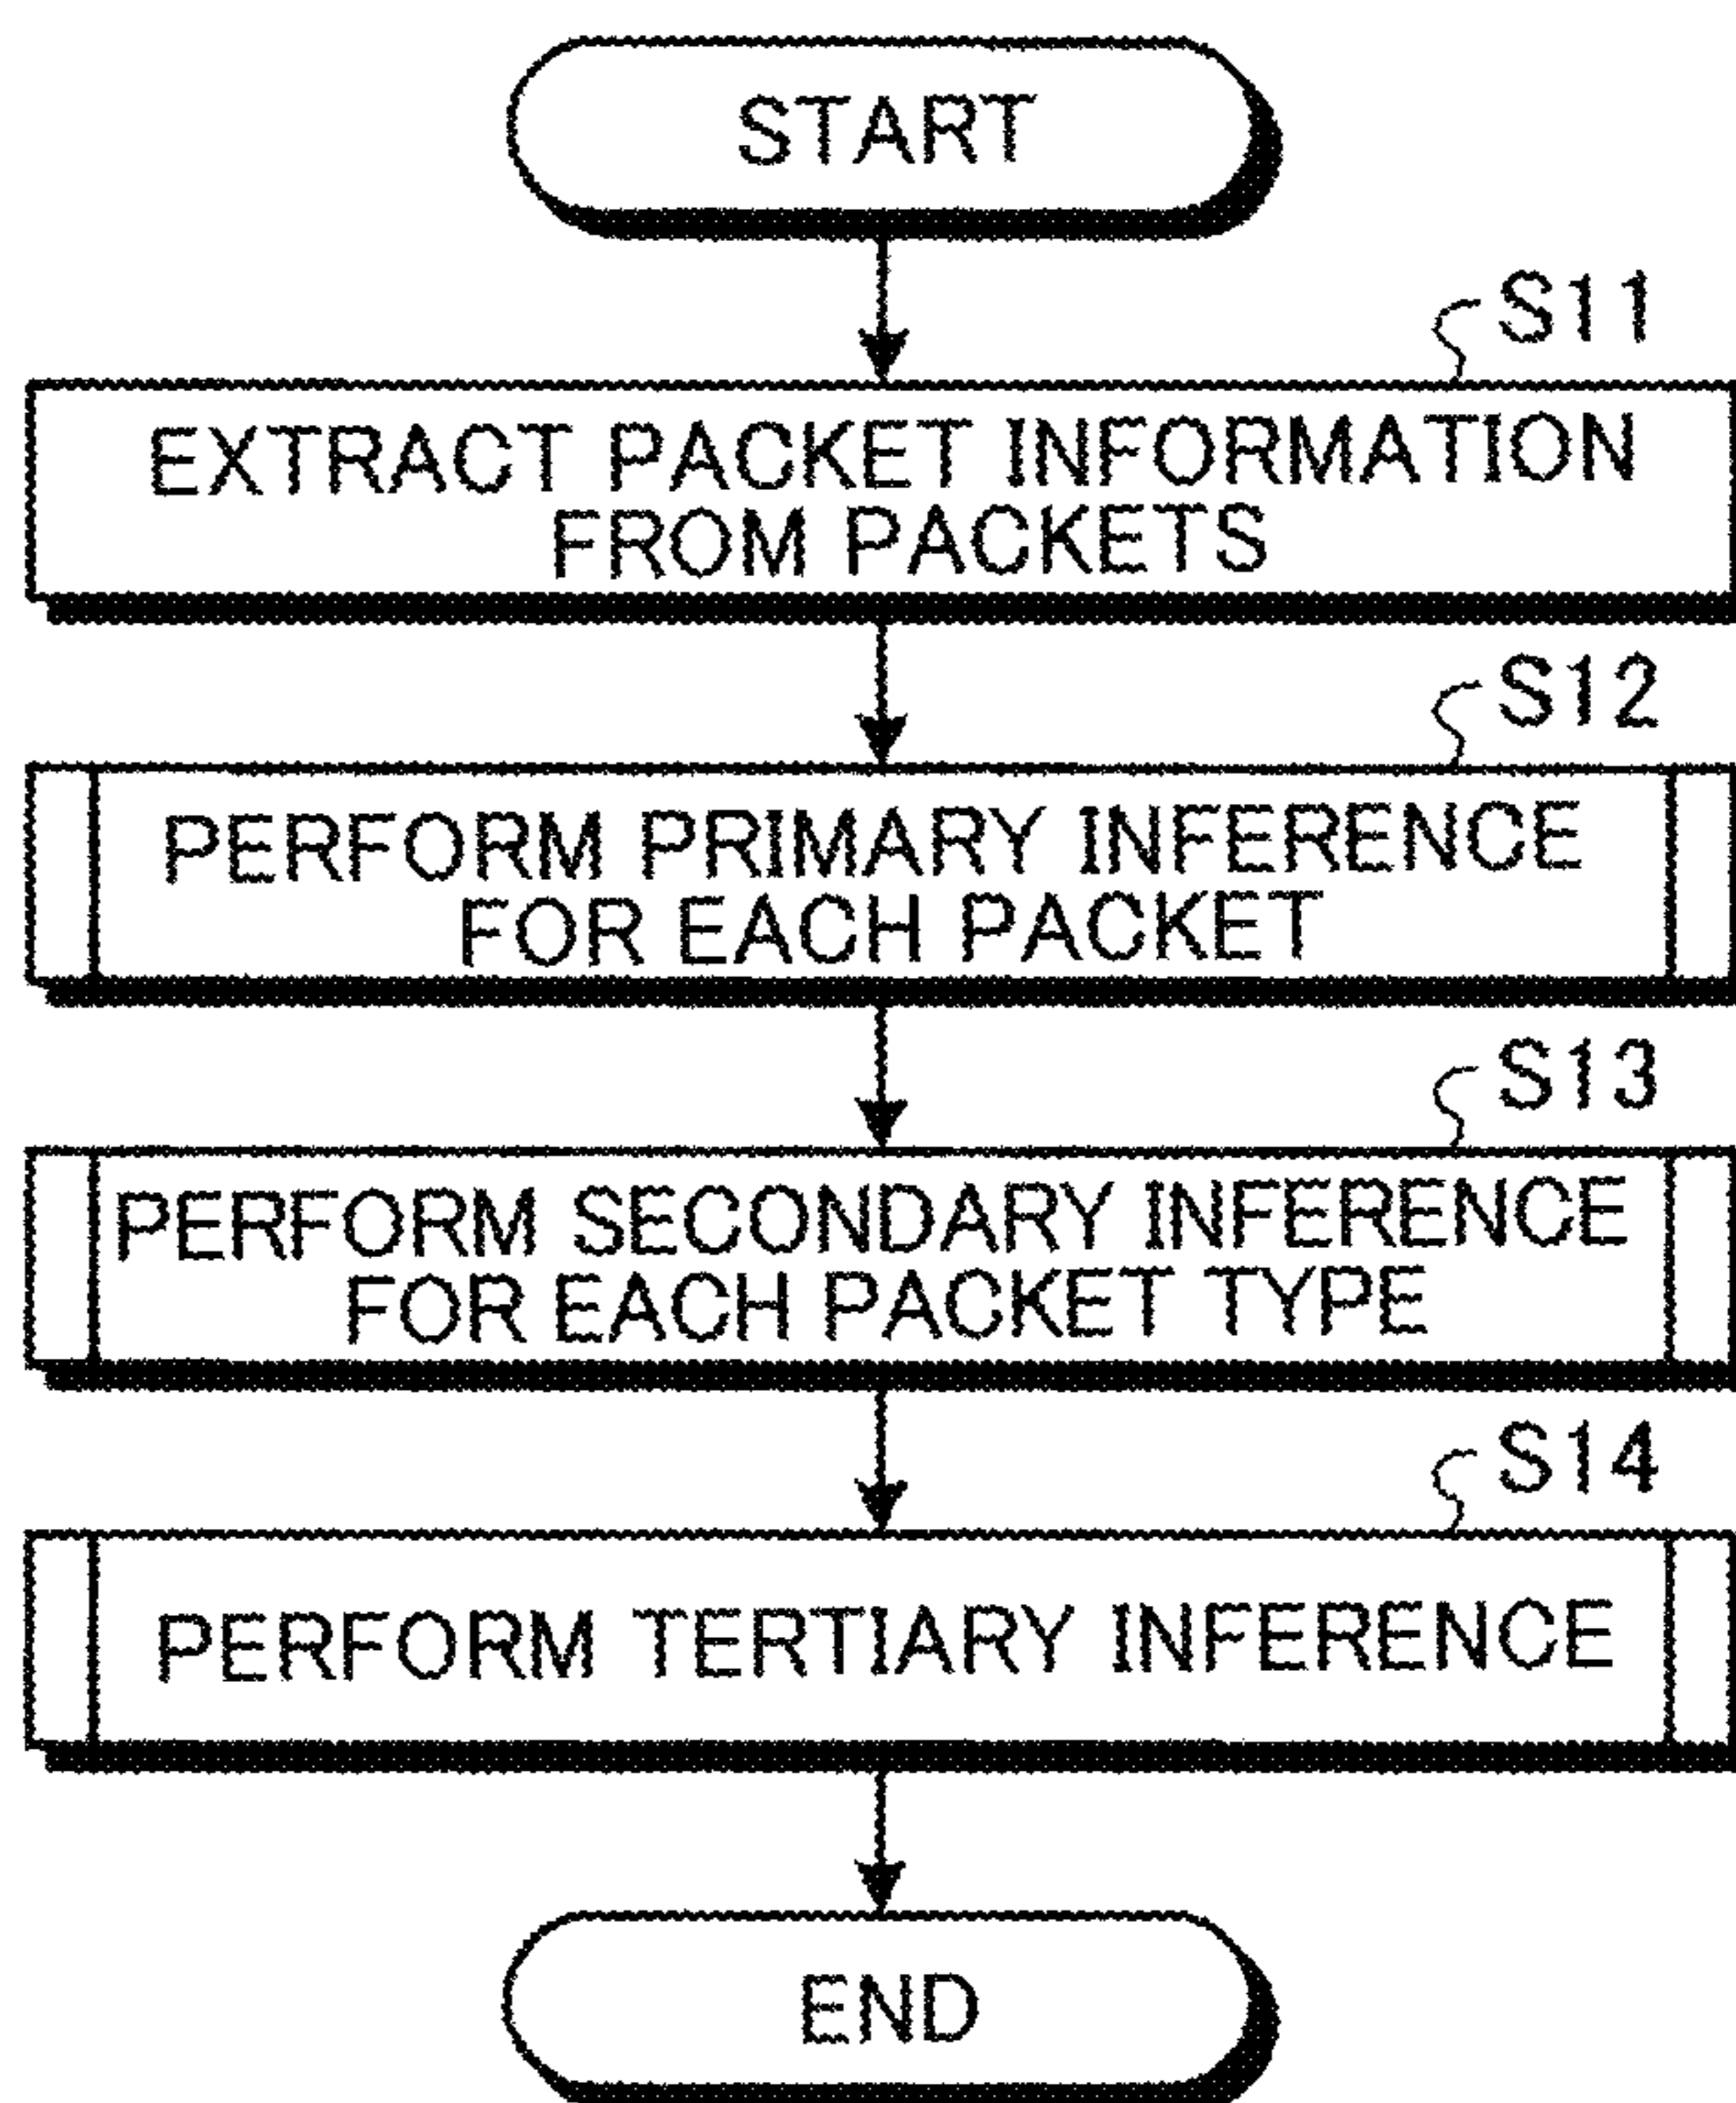 START
S11
EXTRACT PACKET INFORMATION
FROM PACKETS
S12
PERFORM PRIMARY INFERENCE
FOR EACH PACKET
S13
PERFORM SECONDARY INFERENCE
FOR EACH PACKET TYPE
S14
PERFORM TERTIARY INFERENCE
END